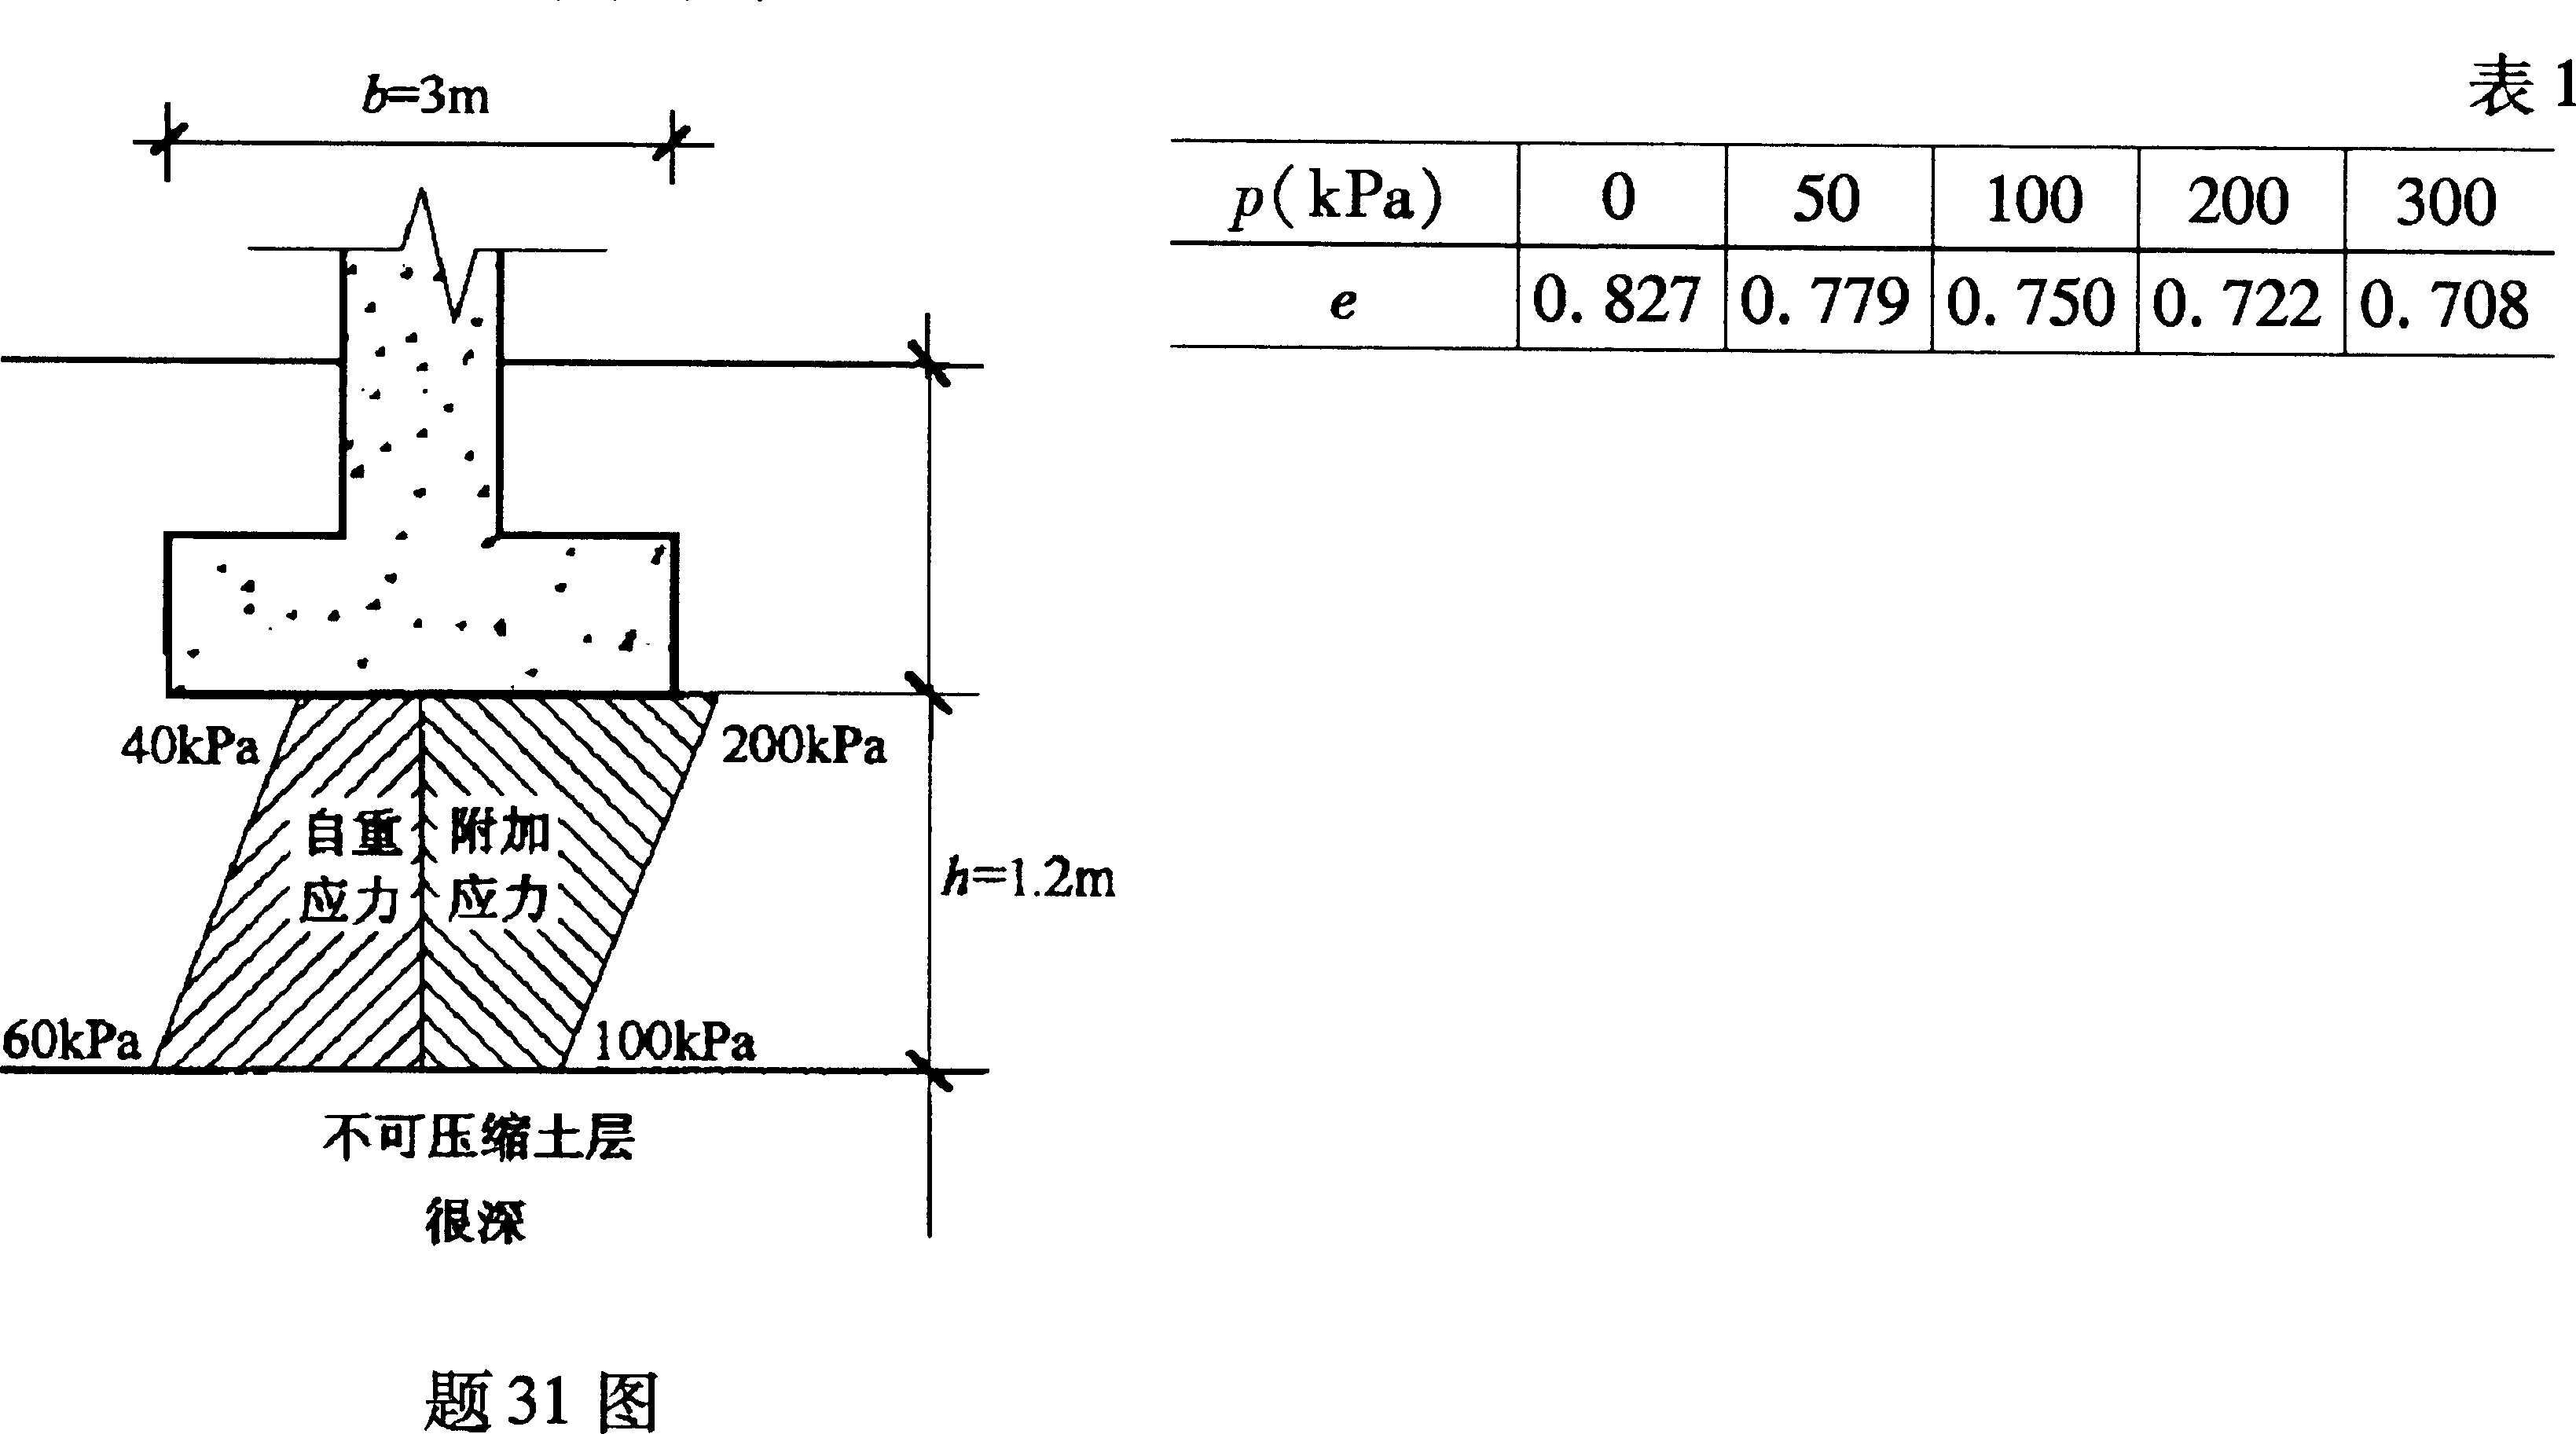 b=3m
表 1
p(kPa) 0 50 100 200 300
e 0. 827 0. 779 0. 750 0. 722 0. 708
40kPa 200kPa
自重 附加
应力 应力
h=1.2m
60kPa 100kPa
不可压缩土层
很深
题 31 图